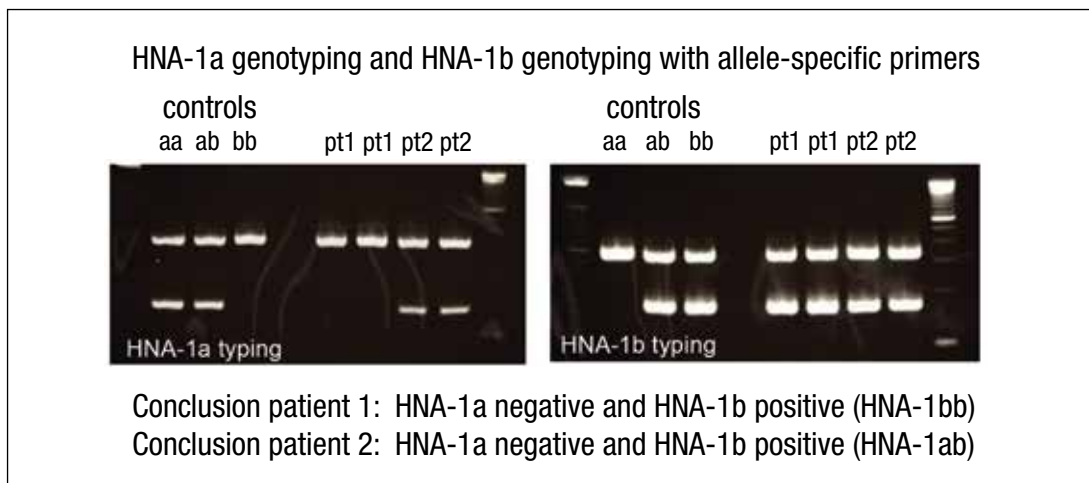 HNA-1a genotyping and HNA-1b genotyping with allele-specific primers
controls
aa ab bb pt1 pt1 pt2 pt2
HNA-1a typing
controls
aa ab bb pt1 pt1 pt2 pt2
HNA-1b typing
Conclusion patient 1: HNA-1a negative and HNA-1b positive (HNA-1bb)
Conclusion patient 2: HNA-1a negative and HNA-1b positive (HNA-1ab)